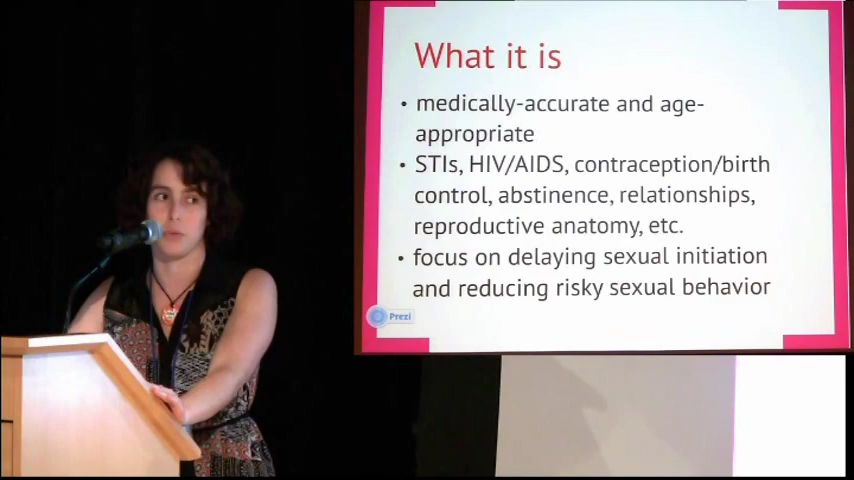 What it is
• medically-accurate and age-
appropriate
• STIs, HIV/AIDS, contraception/birth
control, abstinence, relationships,
reproductive anatomy, etc.
• focus on delaying sexual initiation
and reducing risky sexual behavior
Prezi